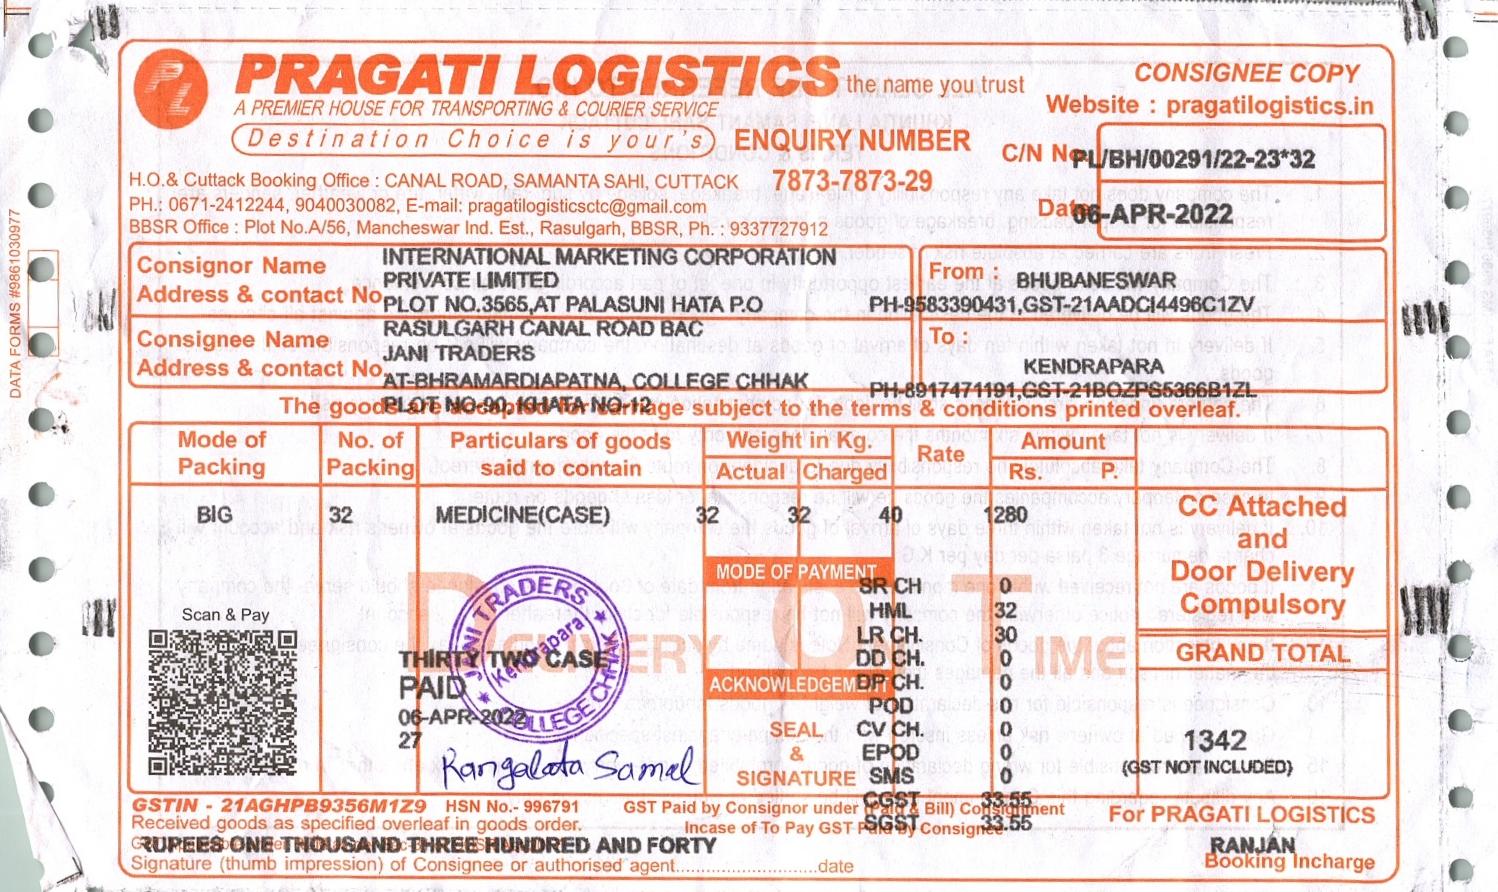 PRAGATI LOGISTICS the name you trust
A PREMIER HOUSE FOR TRANSPORTING & COURIER SERVICE
Destination Choice is your's
ENQUIRY NUMBER
7873-7873-29
CONSIGNEE COPY
Website : pragatilogistics.in
C/N No. PL/BH/00291/22-23*32
Date 06-APR-2022
H.O.& Cuttack Booking Office : CANAL ROAD, SAMANTA SAHI, CUTTACK
PH.: 0671-2412244, 9040030082, E-mail: pragatilogisticsctc@gmail.com
BBSR Office : Plot No.A/56, Mancheswar Ind. Est., Rasulgarh, BBSR, Ph. : 9337727912
DATA FORMS #9861030977
Consignor Name
Address & contact No.
INTERNATIONAL MARKETING CORPORATION
PRIVATE LIMITED
PLOT NO.3565,AT PALASUNI HATA P.O
RASULGARH CANAL ROAD BAC
From : BHUBANESWAR
PH-9583390431,GST-21AADCI4496C1ZV
Consignee Name
Address & contact No.
JANI TRADERS
AT-BHRAMARDIAPATNA, COLLEGE CHHAK
PLOT NO-90, KHATA NO-12
To :
KENDRAPARA
PH-8917471191,GST-21BOZPS5366B1ZL
The goods are accepted for carriage subject to the terms & conditions printed overleaf.
Mode of Packing
No. of Packing
Particulars of goods said to contain
Weight in Kg.
Actual Charged
Rate
Amount
Rs. P.
BIG 32 MEDICINE(CASE) 32 32 40 1280
CC Attached
and
Door Delivery
Compulsory
MODE OF PAYMENT
SR CH 0
HML 32
LR CH. 30
DD CH. 0
DP CH. 0
POD 0
CV CH 0
EPOD 0
SMS 0
CGST 33.55
SGST 33.55
DELIVERY ON TIME
ACKNOWLEDGEMENT
SEAL
&
SIGNATURE
GRAND TOTAL
1342
(GST NOT INCLUDED)
Scan & Pay
THIRTY TWO CASE
PAID
06-APR-2022
27
JANI TRADERS
Kendrapara
COLLEGE CHHAK
Rangalata Samal
GSTIN - 21AGHPB9356M1Z9 HSN No.- 996791
GST Paid by Consignor under (Paid & Bill) Consignment
Incase of To Pay GST Paid by Consignee
Received goods as specified overleaf in goods order.
RUPEES ONE THOUSAND THREE HUNDRED AND FORTY
Signature (thumb impression) of Consignee or authorised agent..............................date
For PRAGATI LOGISTICS
RANJAN
Booking Incharge